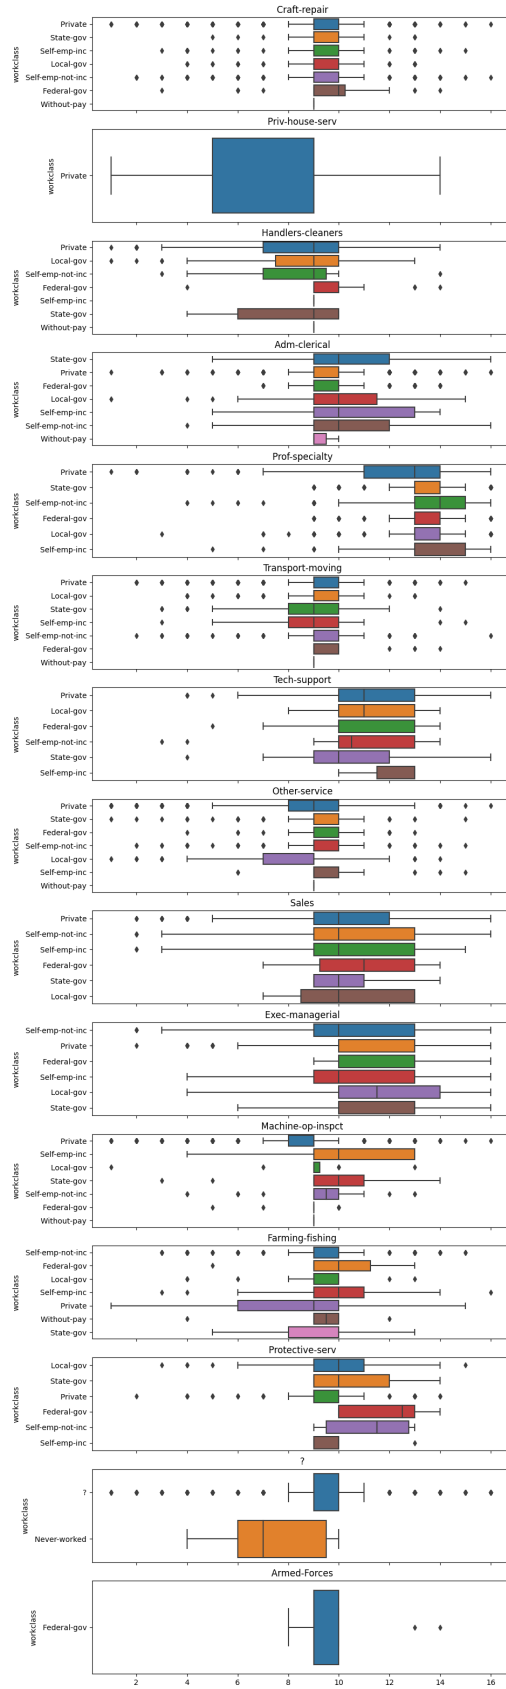 Craft-repair
Private
State-gov
Self-emp-inc
Local-gov
Self-emp-not-inc
Federal-gov
Without-pay
workclass
Priv-house-serv
Private
workclass
Handlers-cleaners
Private
Local-gov
Self-emp-not-inc
Federal-gov
Self-emp-inc
State-gov
Without-pay
workclass
Adm-clerical
State-gov
Private
Federal-gov
Local-gov
Self-emp-inc
Self-emp-not-inc
Without-pay
workclass
Prof-specialty
Private
State-gov
Self-emp-not-inc
Federal-gov
Local-gov
Self-emp-inc
workclass
Transport-moving
Private
Local-gov
State-gov
Self-emp-inc
Self-emp-not-inc
Federal-gov
Without-pay
workclass
Tech-support
Private
Local-gov
Federal-gov
Self-emp-not-inc
State-gov
Self-emp-inc
workclass
Other-service
Private
State-gov
Federal-gov
Self-emp-not-inc
Local-gov
Self-emp-inc
Without-pay
workclass
Sales
Private
Self-emp-not-inc
Self-emp-inc
Federal-gov
State-gov
Local-gov
workclass
Exec-managerial
Self-emp-not-inc
Private
Federal-gov
Self-emp-inc
Local-gov
State-gov
workclass
Machine-op-inspct
Private
Self-emp-inc
Local-gov
State-gov
Self-emp-not-inc
Federal-gov
Without-pay
workclass
Farming-fishing
Self-emp-not-inc
Federal-gov
Local-gov
Self-emp-inc
Private
Without-pay
State-gov
workclass
Protective-serv
Local-gov
State-gov
Private
Federal-gov
Self-emp-not-inc
Self-emp-inc
workclass
?
?
Never-worked
workclass
Armed-Forces
Federal-gov
workclass
2 4 6 8 10 12 14 16